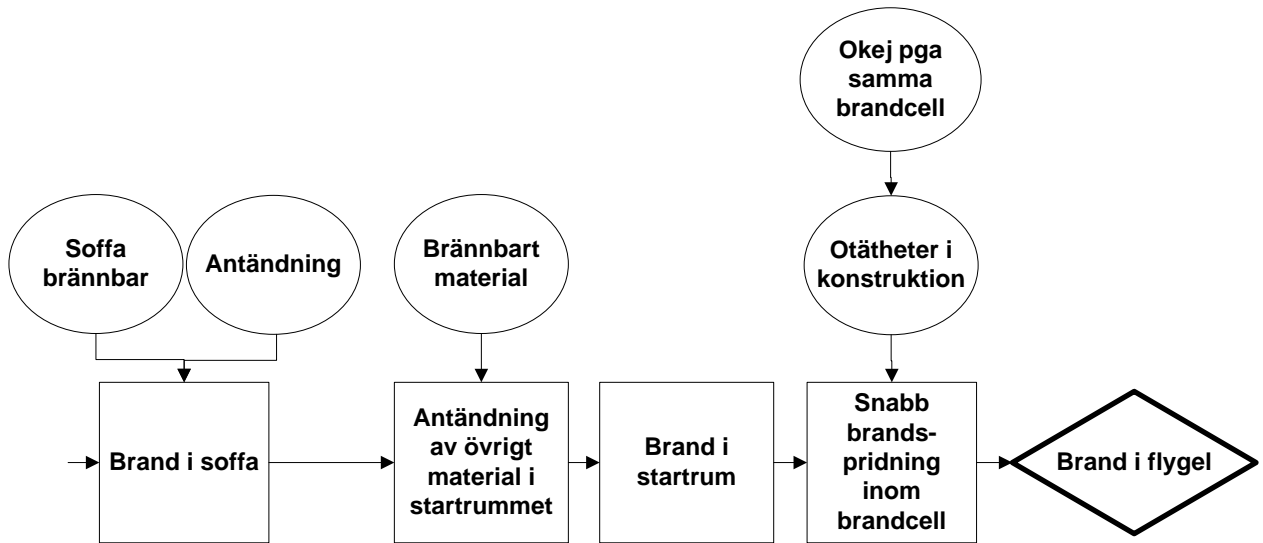 Okej pga
samma
brandcell
Soffa
brännbar
Antändning
Brännbart
material
Otätheter i
konstruktion
Brand i soffa
Antändning
av övrigt
material i
startrummet
Brand i
startrum
Snabb
brands-
pridning
inom
brandcell
Brand i flygel